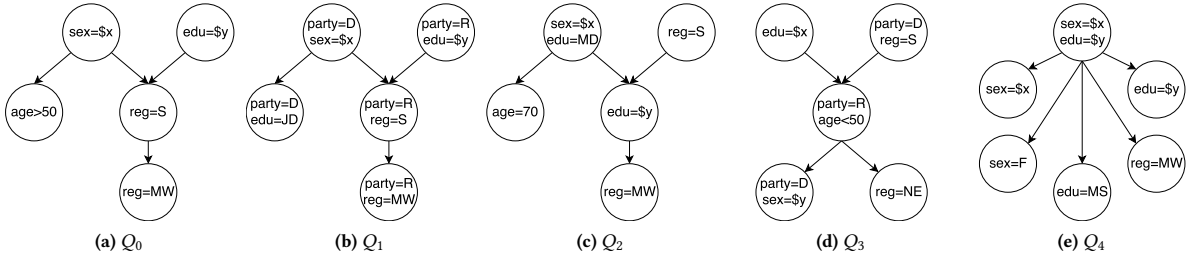 sex=$x
edu=$y
age>50
reg=S
reg=MW
(a) Q0
party=D
sex=$x
party=R
edu=$y
party=D
edu=JD
party=R
reg=S
party=R
reg=MW
(b) Q1
sex=$x
edu=MD
reg=S
age=70
edu=$y
reg=MW
(c) Q2
edu=$x
party=D
reg=S
party=R
age<50
party=D
sex=$y
reg=NE
(d) Q3
sex=$x
edu=$y
sex=$x
edu=$y
sex=F
edu=MS
reg=MW
(e) Q4